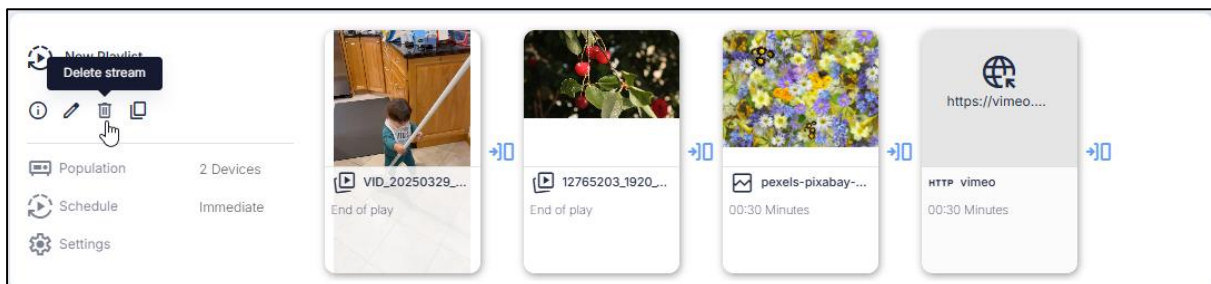 New Playlist
Delete stream
Population 2 Devices
Schedule Immediate
Settings
VID_20250329_...
End of play
12765203_1920_...
End of play
pexels-pixabay-...
00:30 Minutes
https://vimeo....
HTTP vimeo
00:30 Minutes